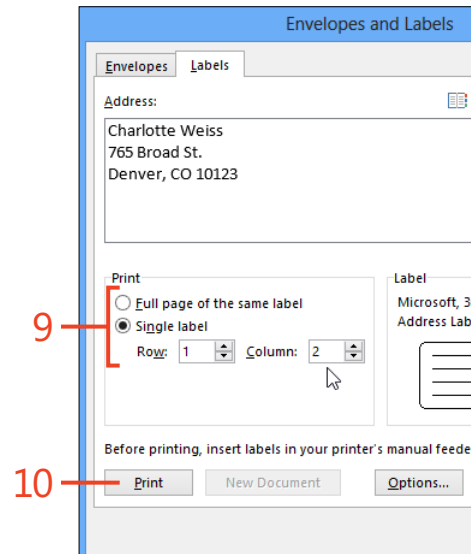 Envelopes and Labels
Envelopes Labels
Address:
Charlotte Weiss
765 Broad St.
Denver, CO 10123
Print
Label
9
Full page of the same label
Microsoft, 3
Single label
Address Lab
Row: 1 Column: 2
Before printing, insert labels in your printer's manual feede
10
Print New Document Options...